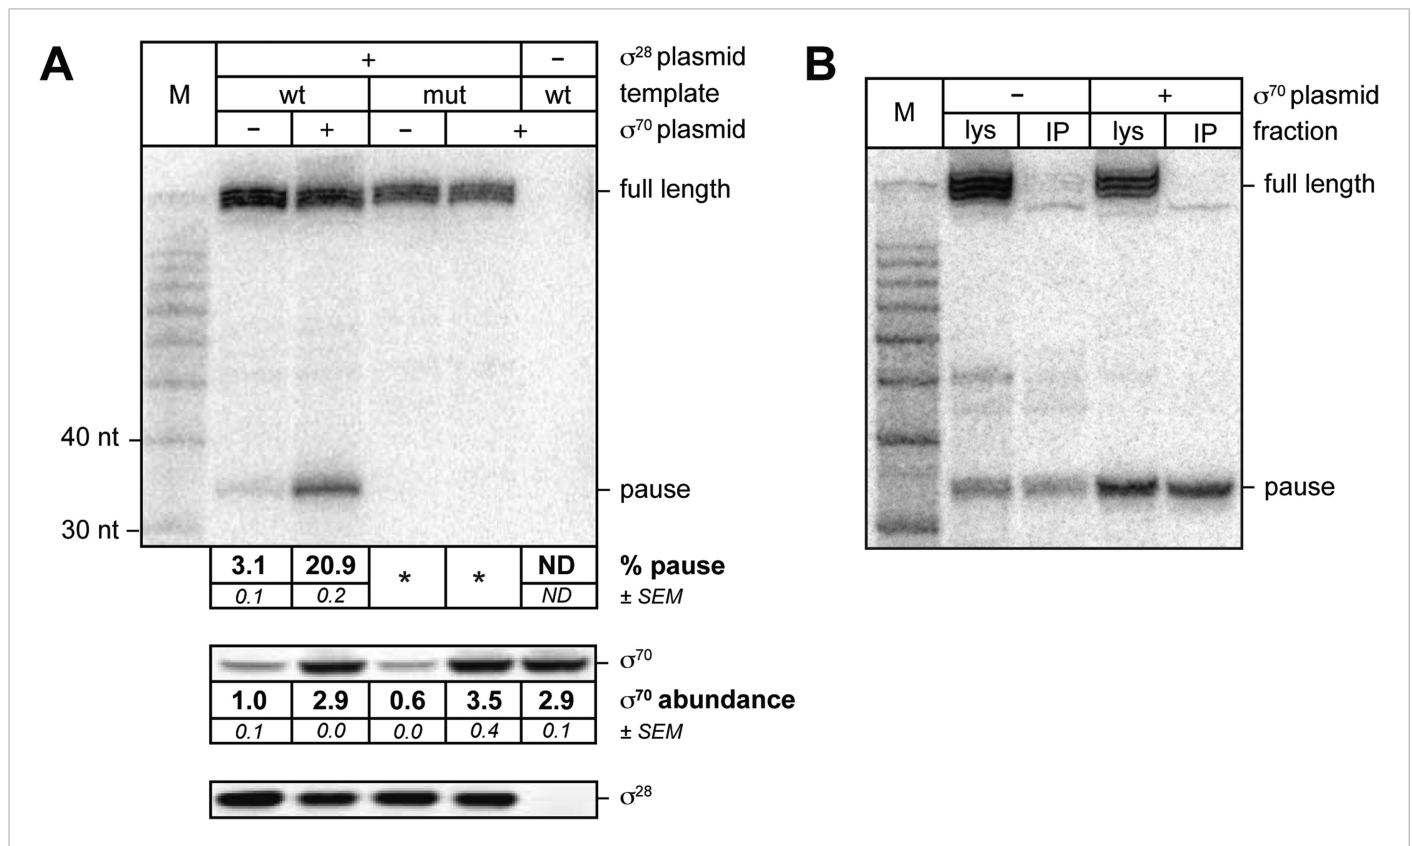 A
M
+
−
σ28 plasmid
wt
mut
wt
template
−
+
−
+
σ70 plasmid
full length
40 nt
pause
30 nt
3.1
20.9
*
*
ND
% pause
0.1
0.2
ND
± SEM
σ70
1.0
2.9
0.6
3.5
2.9
σ70 abundance
0.1
0.0
0.0
0.4
0.1
± SEM
σ28
B
M
−
+
σ70 plasmid
lys
IP
lys
IP
fraction
full length
pause